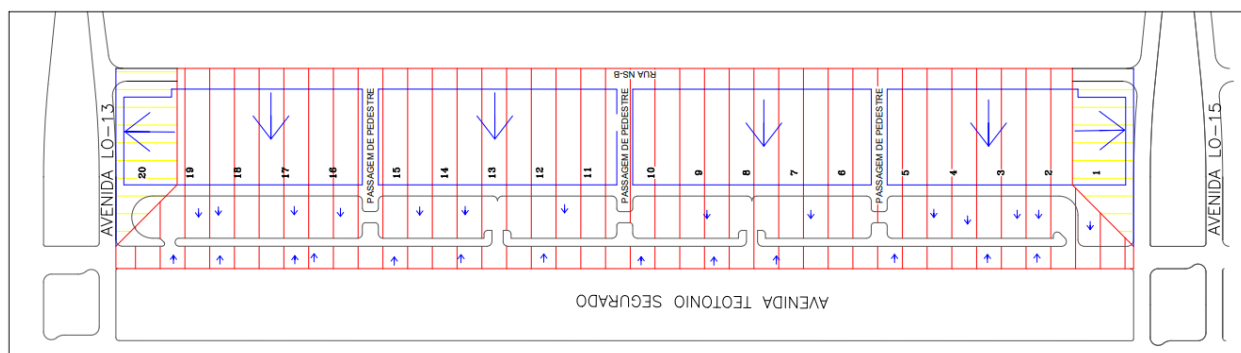 RUA NS-B
AVENIDA LO-13
PASSAGEM DE PEDESTRE
PASSAGEM DE PEDESTRE
PASSAGEM DE PEDESTRE
AVENIDA LO-15
20
19
18
17
16
15
14
13
12
11
10
9
8
7
6
5
4
3
2
1
AVENIDA TEOTONIO SEGURADO